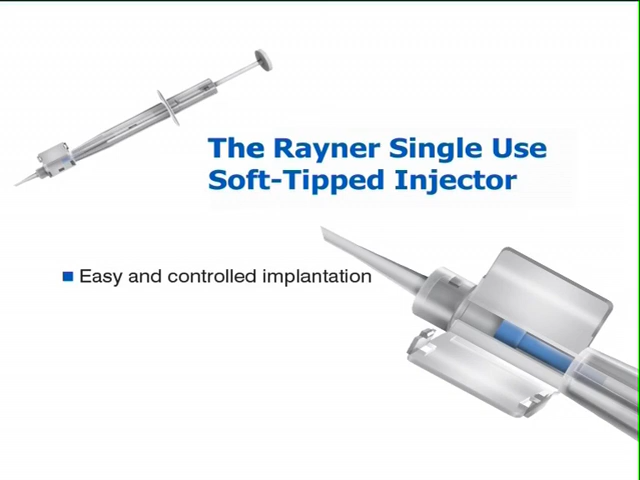 The Rayner Single Use
Soft-Tipped Injector
Easy and controlled implantation